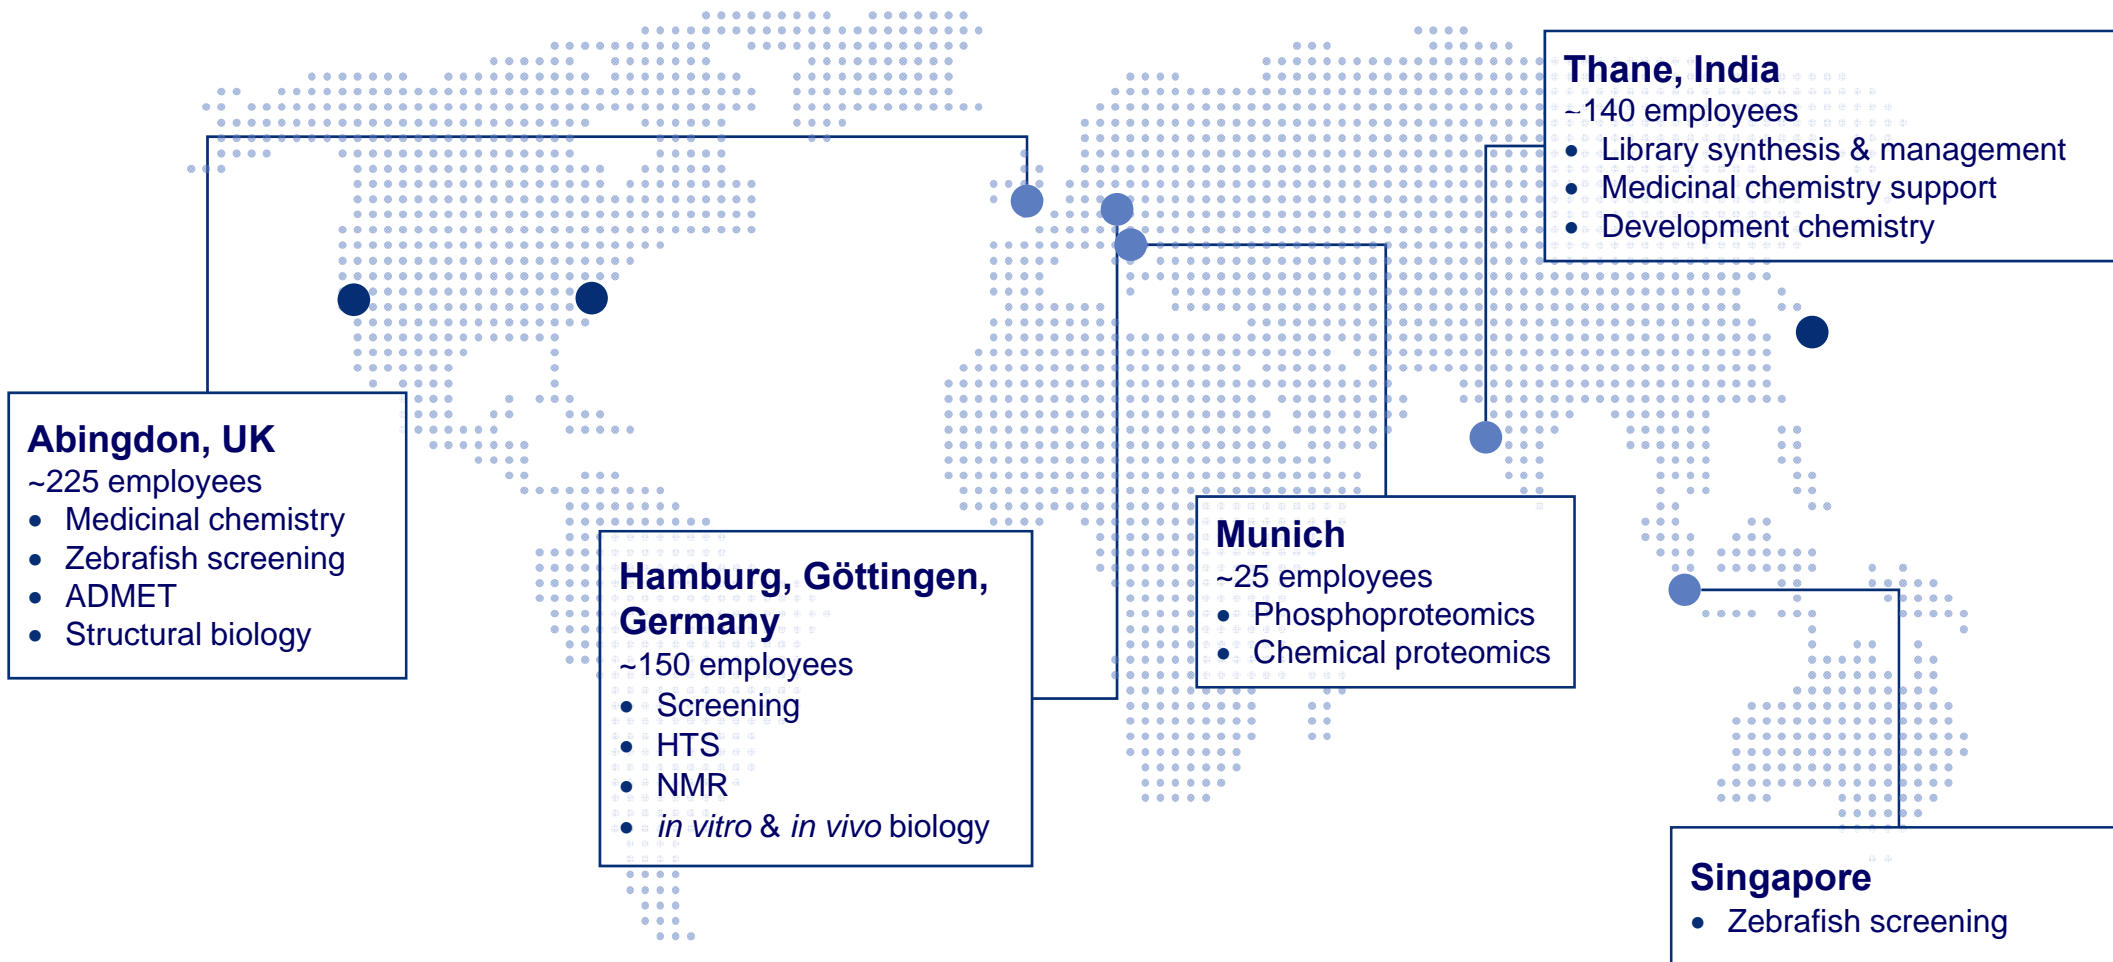 Thane, India
~140 employees
• Library synthesis & management
• Medicinal chemistry support
• Development chemistry
Abingdon, UK
~225 employees
• Medicinal chemistry
• Zebrafish screening
• ADMET
• Structural biology
Hamburg, Göttingen,
Germany
~150 employees
• Screening
• HTS
• NMR
• in vitro & in vivo biology
Munich
~25 employees
• Phosphoproteomics
• Chemical proteomics
Singapore
• Zebrafish screening